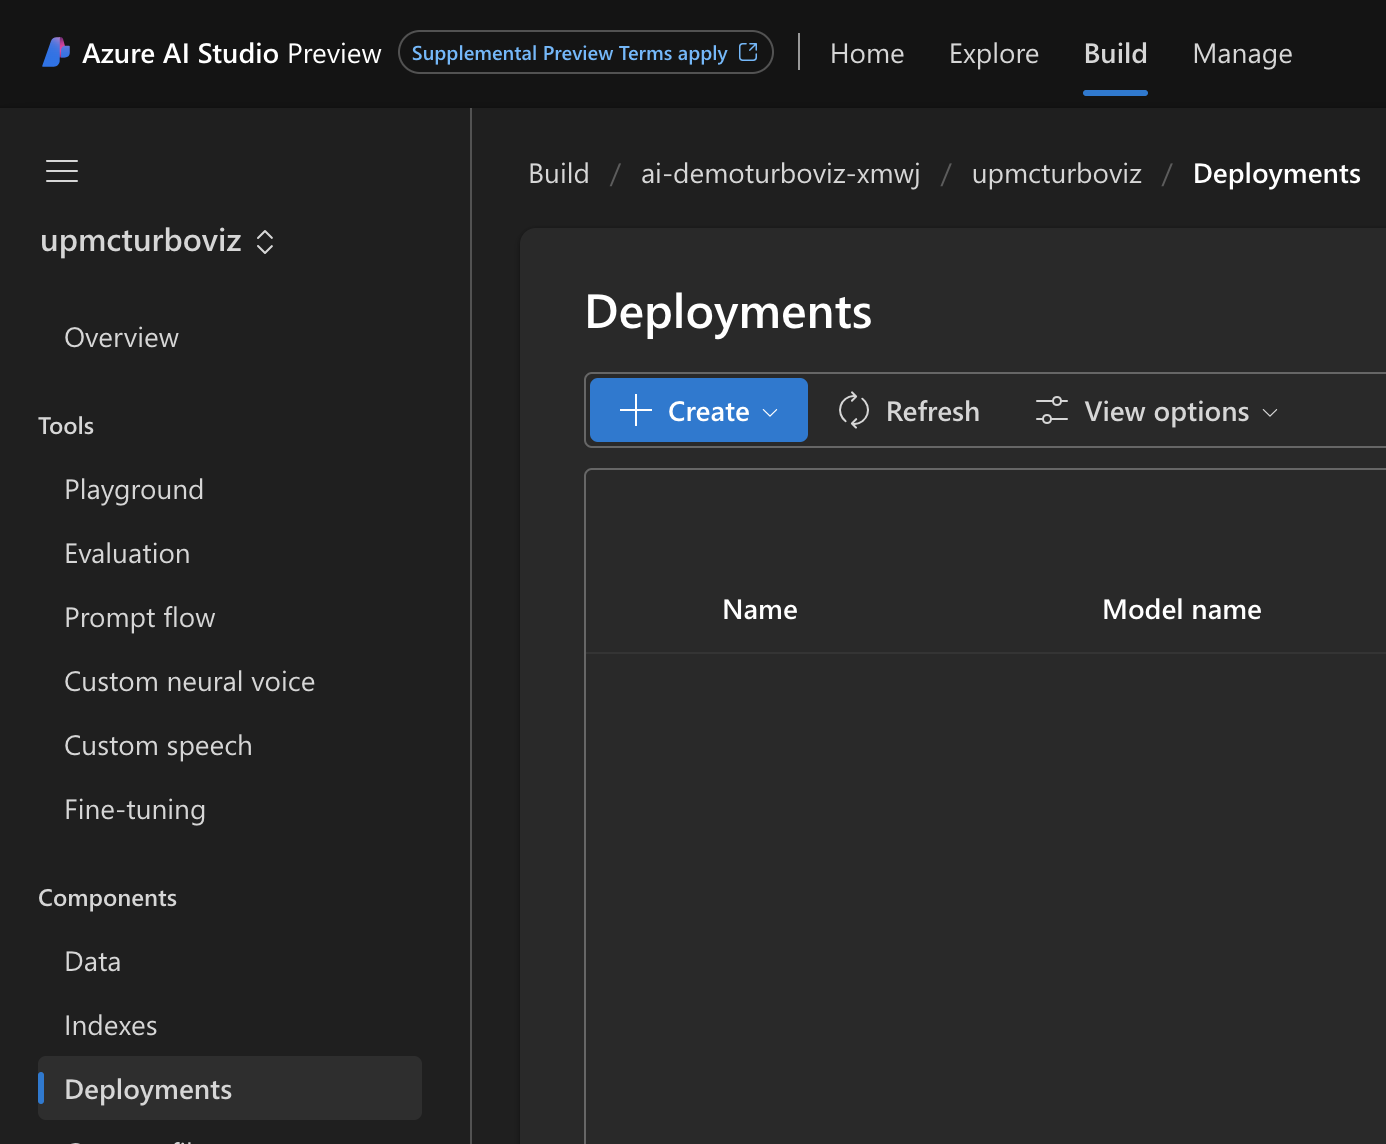 Azure AI Studio Preview
Supplemental Preview Terms apply
Home
Explore
Build
Manage
upmcturboviz
Overview
Tools
Playground
Evaluation
Prompt flow
Custom neural voice
Custom speech
Fine-tuning
Components
Data
Indexes
Deployments
Build / ai-demoturboviz-xmwj / upmcturboviz / Deployments
Deployments
Create
Refresh
View options
Name
Model name